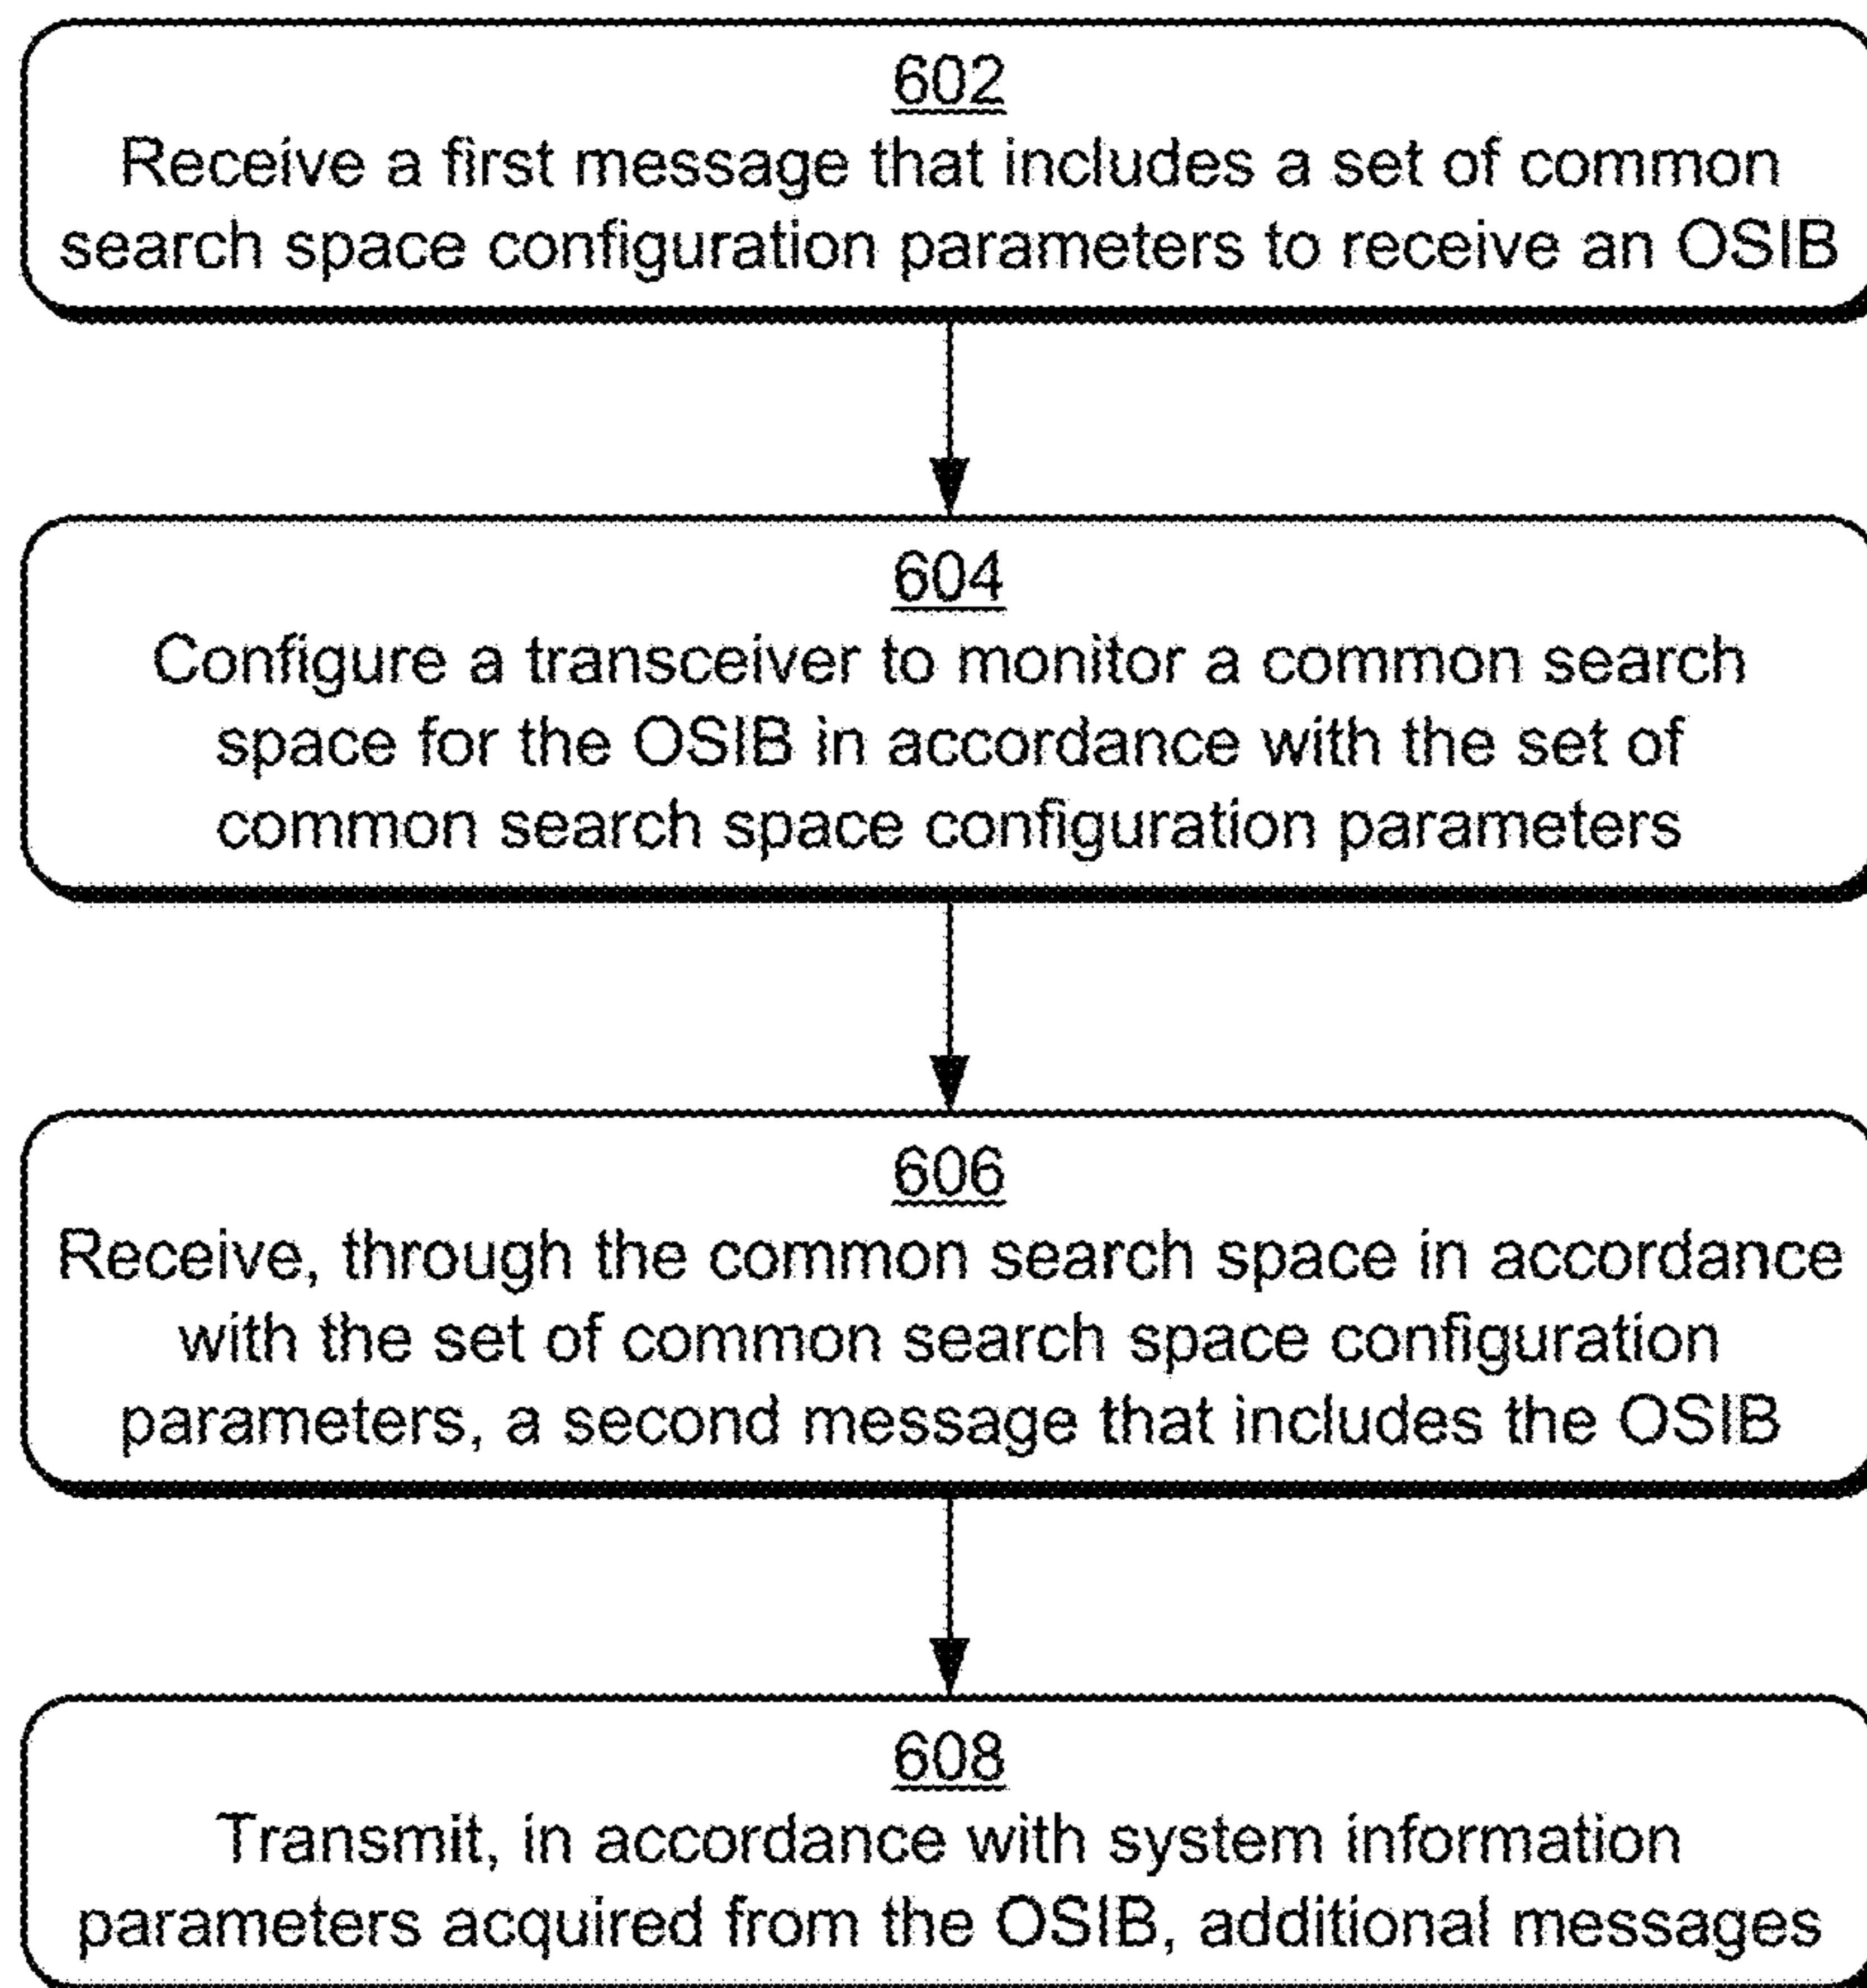 602
Receive a first message that includes a set of common
search space configuration parameters to receive an OSIB
604
Configure a transceiver to monitor a common search
space for the OSIB in accordance with the set of
common search space configuration parameters
606
Receive, through the common search space in accordance
with the set of common search space configuration
parameters, a second message that includes the OSIB
608
Transmit, in accordance with system information
parameters acquired from the OSIB, additional messages